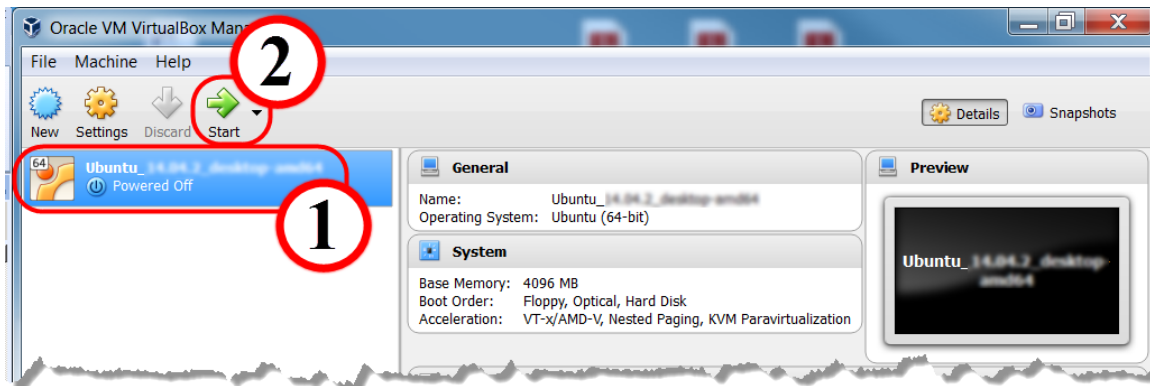 Oracle VM VirtualBox Man
File Machine Help
2
New Settings Discard Start
Details Snapshots
64
Ubuntu_
Powered Off
1
General
Name: Ubuntu_
Operating System: Ubuntu (64-bit)
System
Base Memory: 4096 MB
Boot Order: Floppy, Optical, Hard Disk
Acceleration: VT-x/AMD-V, Nested Paging, KVM Paravirtualization
Preview
Ubuntu_